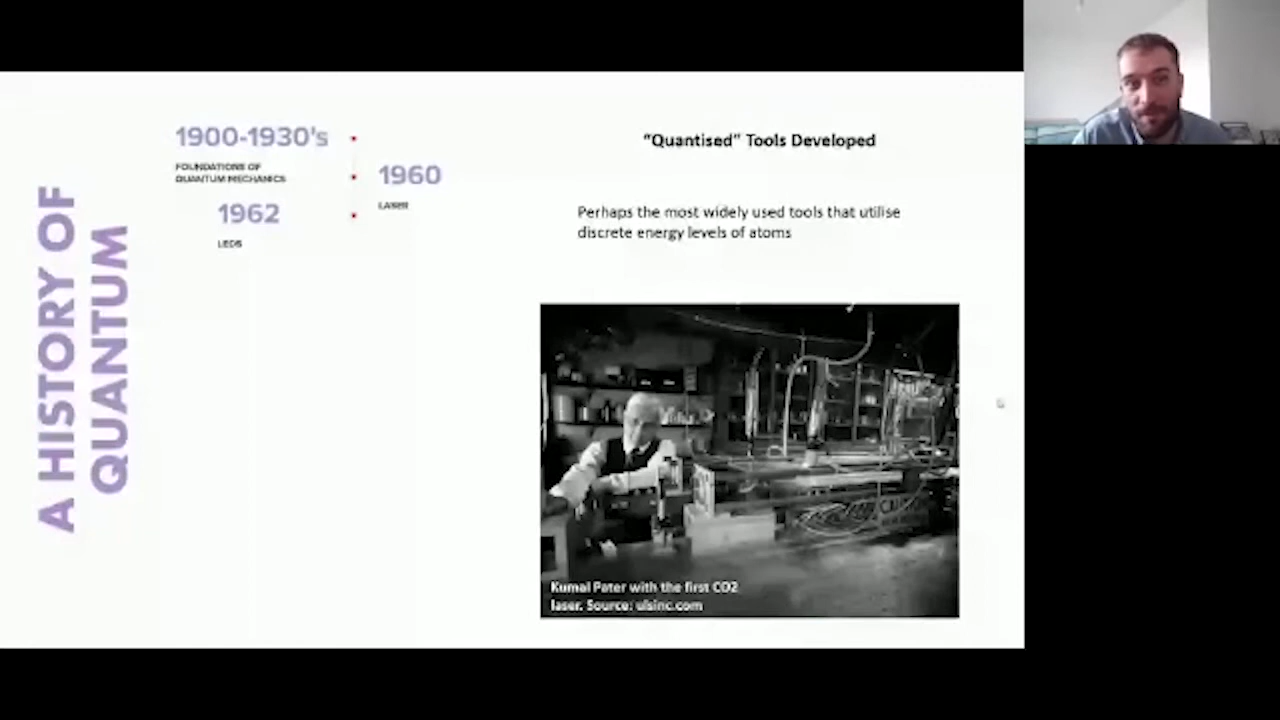 A HISTORY OF
QUANTUM
1900-1930's
FOUNDATIONS OF
QUANTUM MECHANICS
1960
LASER
1962
LEDS
“Quantised” Tools Developed
Perhaps the most widely used tools that utilise
discrete energy levels of atoms
Kumal Pater with the first CO2
laser. Source: ulsinc.com